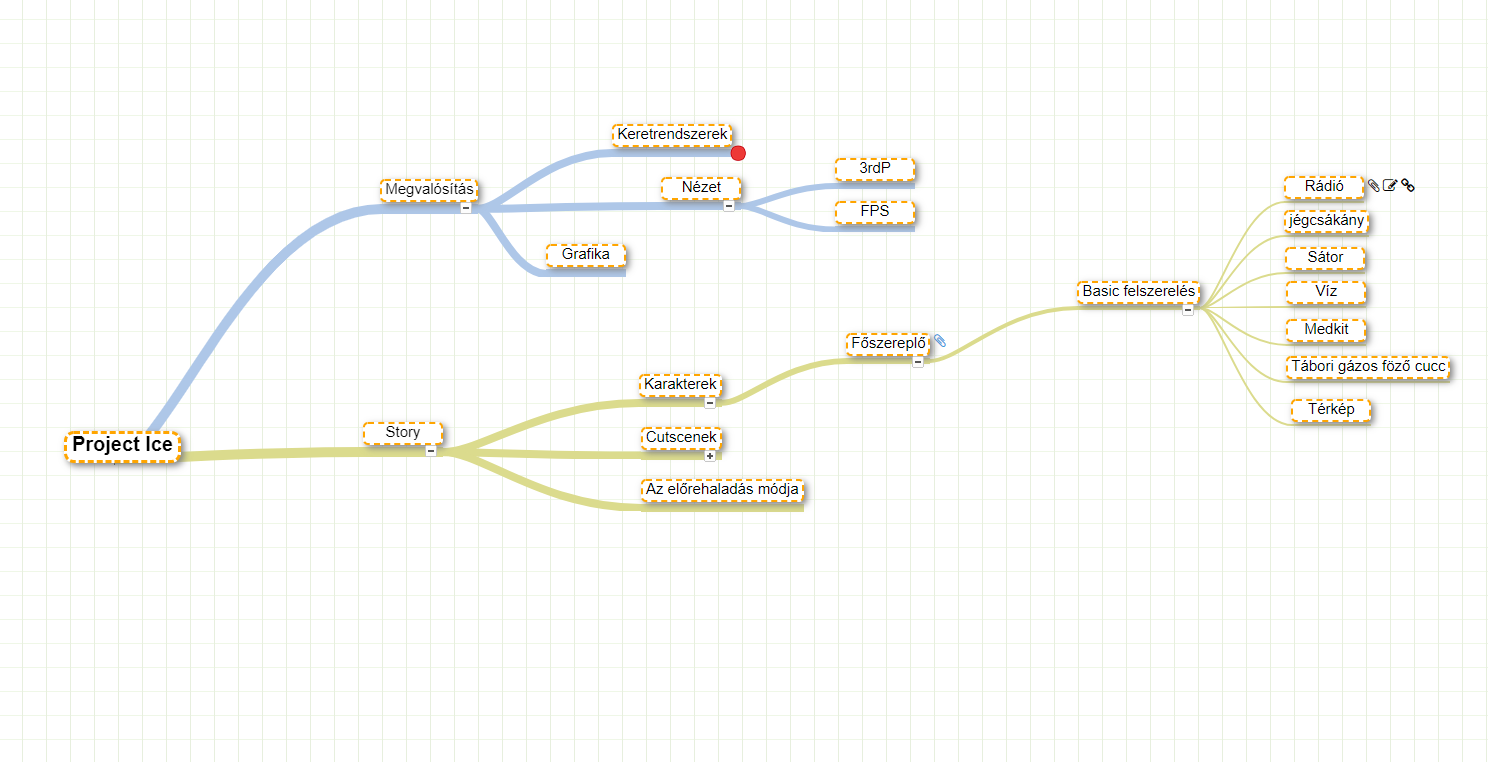 Project Ice
Megvalósítás
Keretrendszerek
Nézet
3rdP
FPS
Grafika
Story
Karakterek
Főszereplő
Basic felszerelés
Rádió
jégcsákány
Sátor
Víz
Medkit
Tábori gázos föző cucc
Térkép
Cutscenek
Az előrehaladás módja